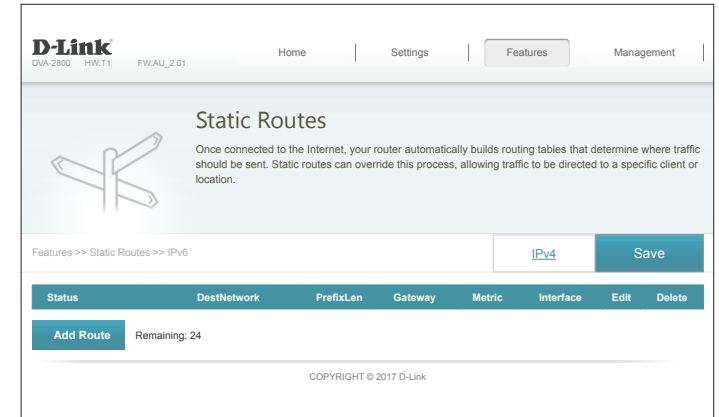 D-Link
DVA-2800 HW:T1 FW:AU_2.01
Home Settings Features Management
Static Routes
Once connected to the Internet, your router automatically builds routing tables that determine where traffic
should be sent. Static routes can override this process, allowing traffic to be directed to a specific client or
location.
Features >> Static Routes >> IPv6
IPv4
Save
Status DestNetwork PrefixLen Gateway Metric Interface Edit Delete
Add Route Remaining: 24
COPYRIGHT © 2017 D-Link